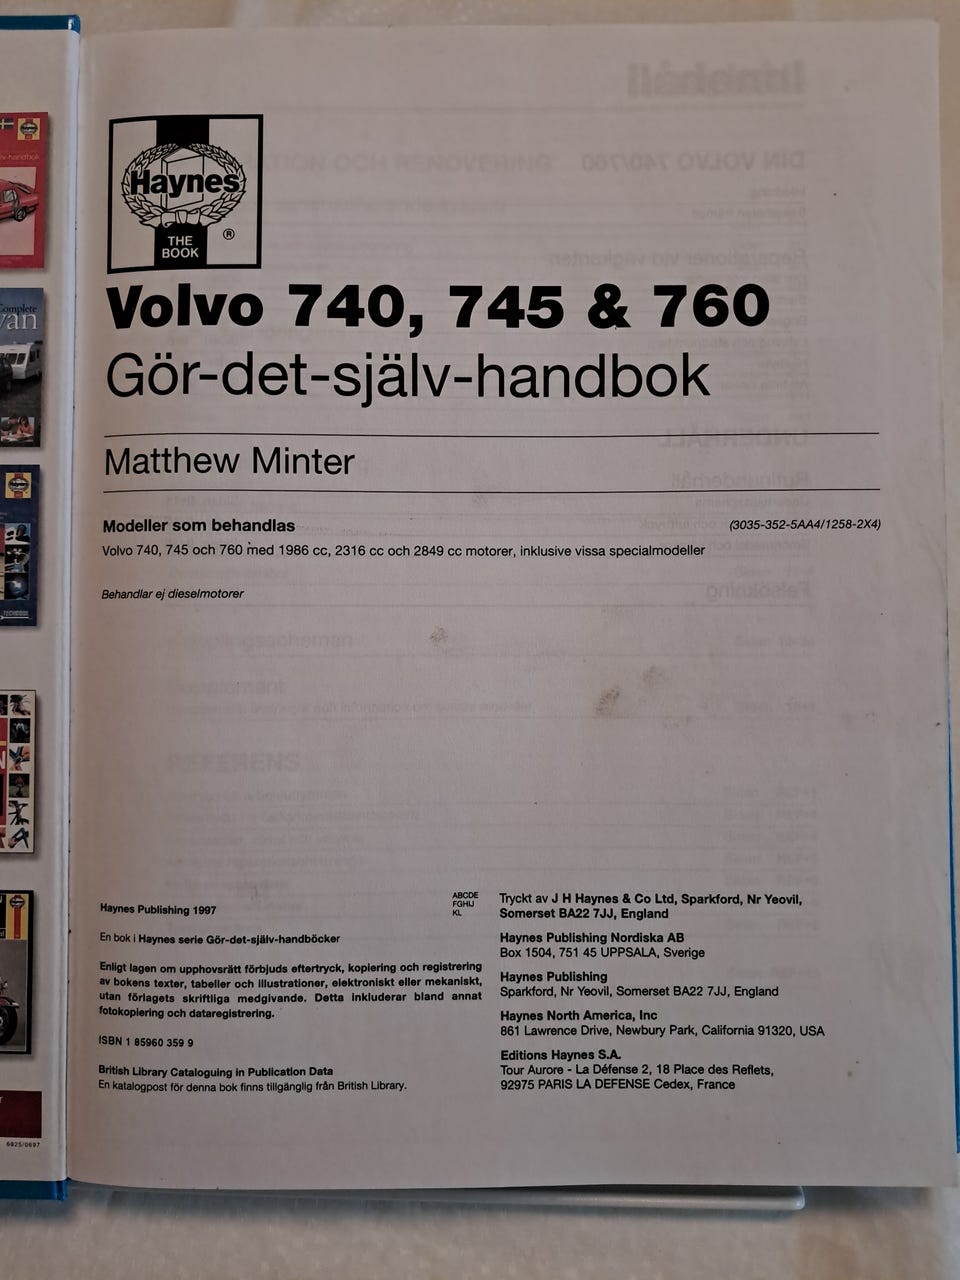 Haynes
THE
BOOK
®
Volvo 740, 745 & 760
Gör-det-själv-handbok
Matthew Minter
Modeller som behandlas
(3035-352-5AA4/1258-2X4)
Volvo 740, 745 och 760 med 1986 cc, 2316 cc och 2849 cc motorer, inklusive vissa specialmodeller
Behandlar ej dieselmotorer
Haynes Publishing 1997
En bok i Haynes serie Gör-det-själv-handböcker
Enligt lagen om upphovsrätt förbjuds eftertryck, kopiering och registrering
av bokens texter, tabeller och illustrationer, elektroniskt eller mekaniskt,
utan förlagets skriftliga medgivande. Detta inkluderar bland annat
fotokopiering och dataregistrering.
ISBN 1 85960 359 9
British Library Cataloguing in Publication Data
En katalogpost för denna bok finns tillgänglig från British Library.
ABCDE
FGHIJ
KL
Tryckt av J H Haynes & Co Ltd, Sparkford, Nr Yeovil,
Somerset BA22 7JJ, England
Haynes Publishing Nordiska AB
Box 1504, 751 45 UPPSALA, Sverige
Haynes Publishing
Sparkford, Nr Yeovil, Somerset BA22 7JJ, England
Haynes North America, Inc
861 Lawrence Drive, Newbury Park, California 91320, USA
Editions Haynes S.A.
Tour Aurore - La Défense 2, 18 Place des Reflets,
92975 PARIS LA DEFENSE Cedex, France
6825/0697